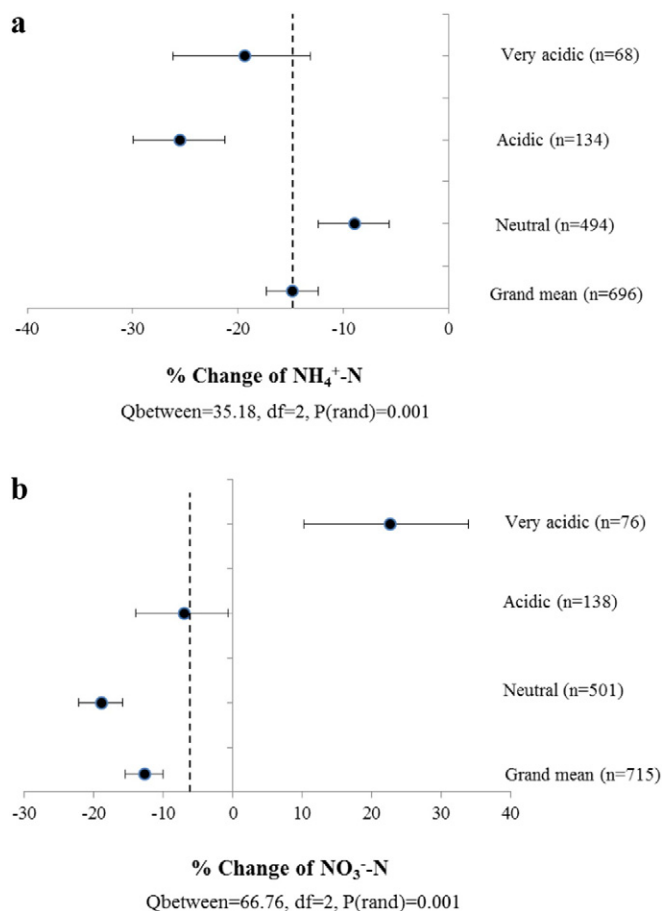 a
Very acidic (n=68)
Acidic (n=134)
Neutral (n=494)
Grand mean (n=696)
-40 -30 -20 -10 0
% Change of NH₄⁺-N
Qbetween=35.18, df=2, P(rand)=0.001
b
Very acidic (n=76)
Acidic (n=138)
Neutral (n=501)
Grand mean (n=715)
-30 -20 -10 0 10 20 30 40
% Change of NO₃⁻-N
Qbetween=66.76, df=2, P(rand)=0.001